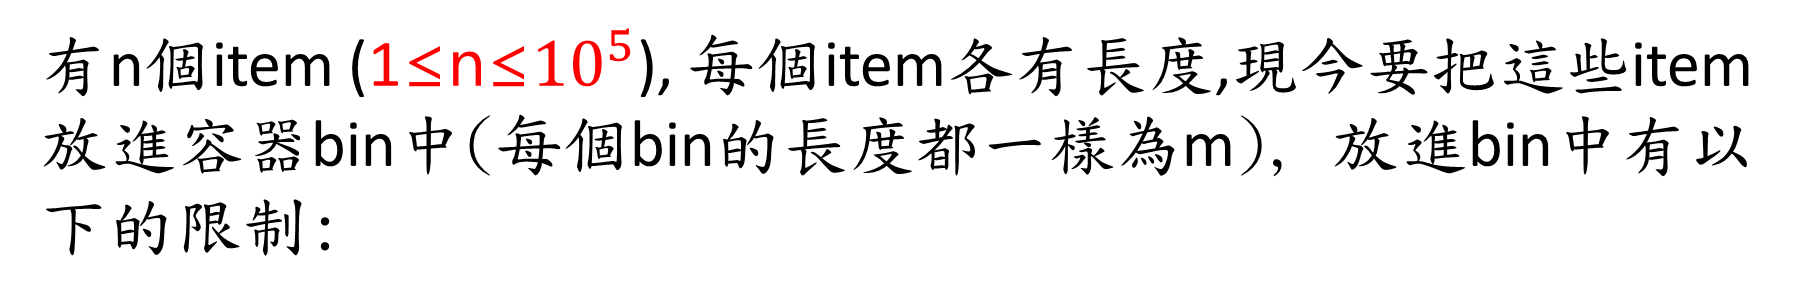 有n個item (1≤n≤10⁵), 每個item各有長度,現今要把這些item
放進容器bin中(每個bin的長度都一樣為m), 放進bin中有以
下的限制: